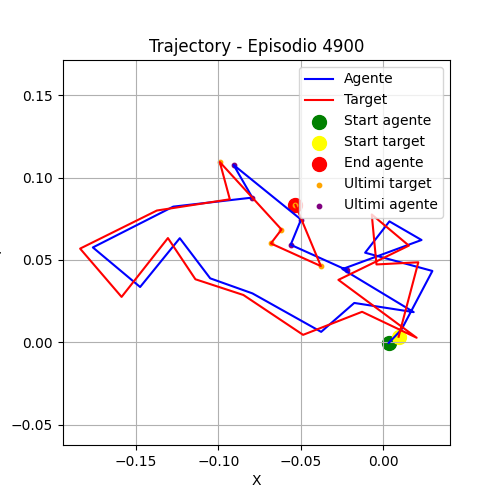 Trajectory - Episodio 4900
Agente
Target
Start agente
Start target
End agente
Ultimi target
Ultimi agente
0.15
0.10
0.05
0.00
−0.05
−0.15
−0.10
−0.05
0.00
X